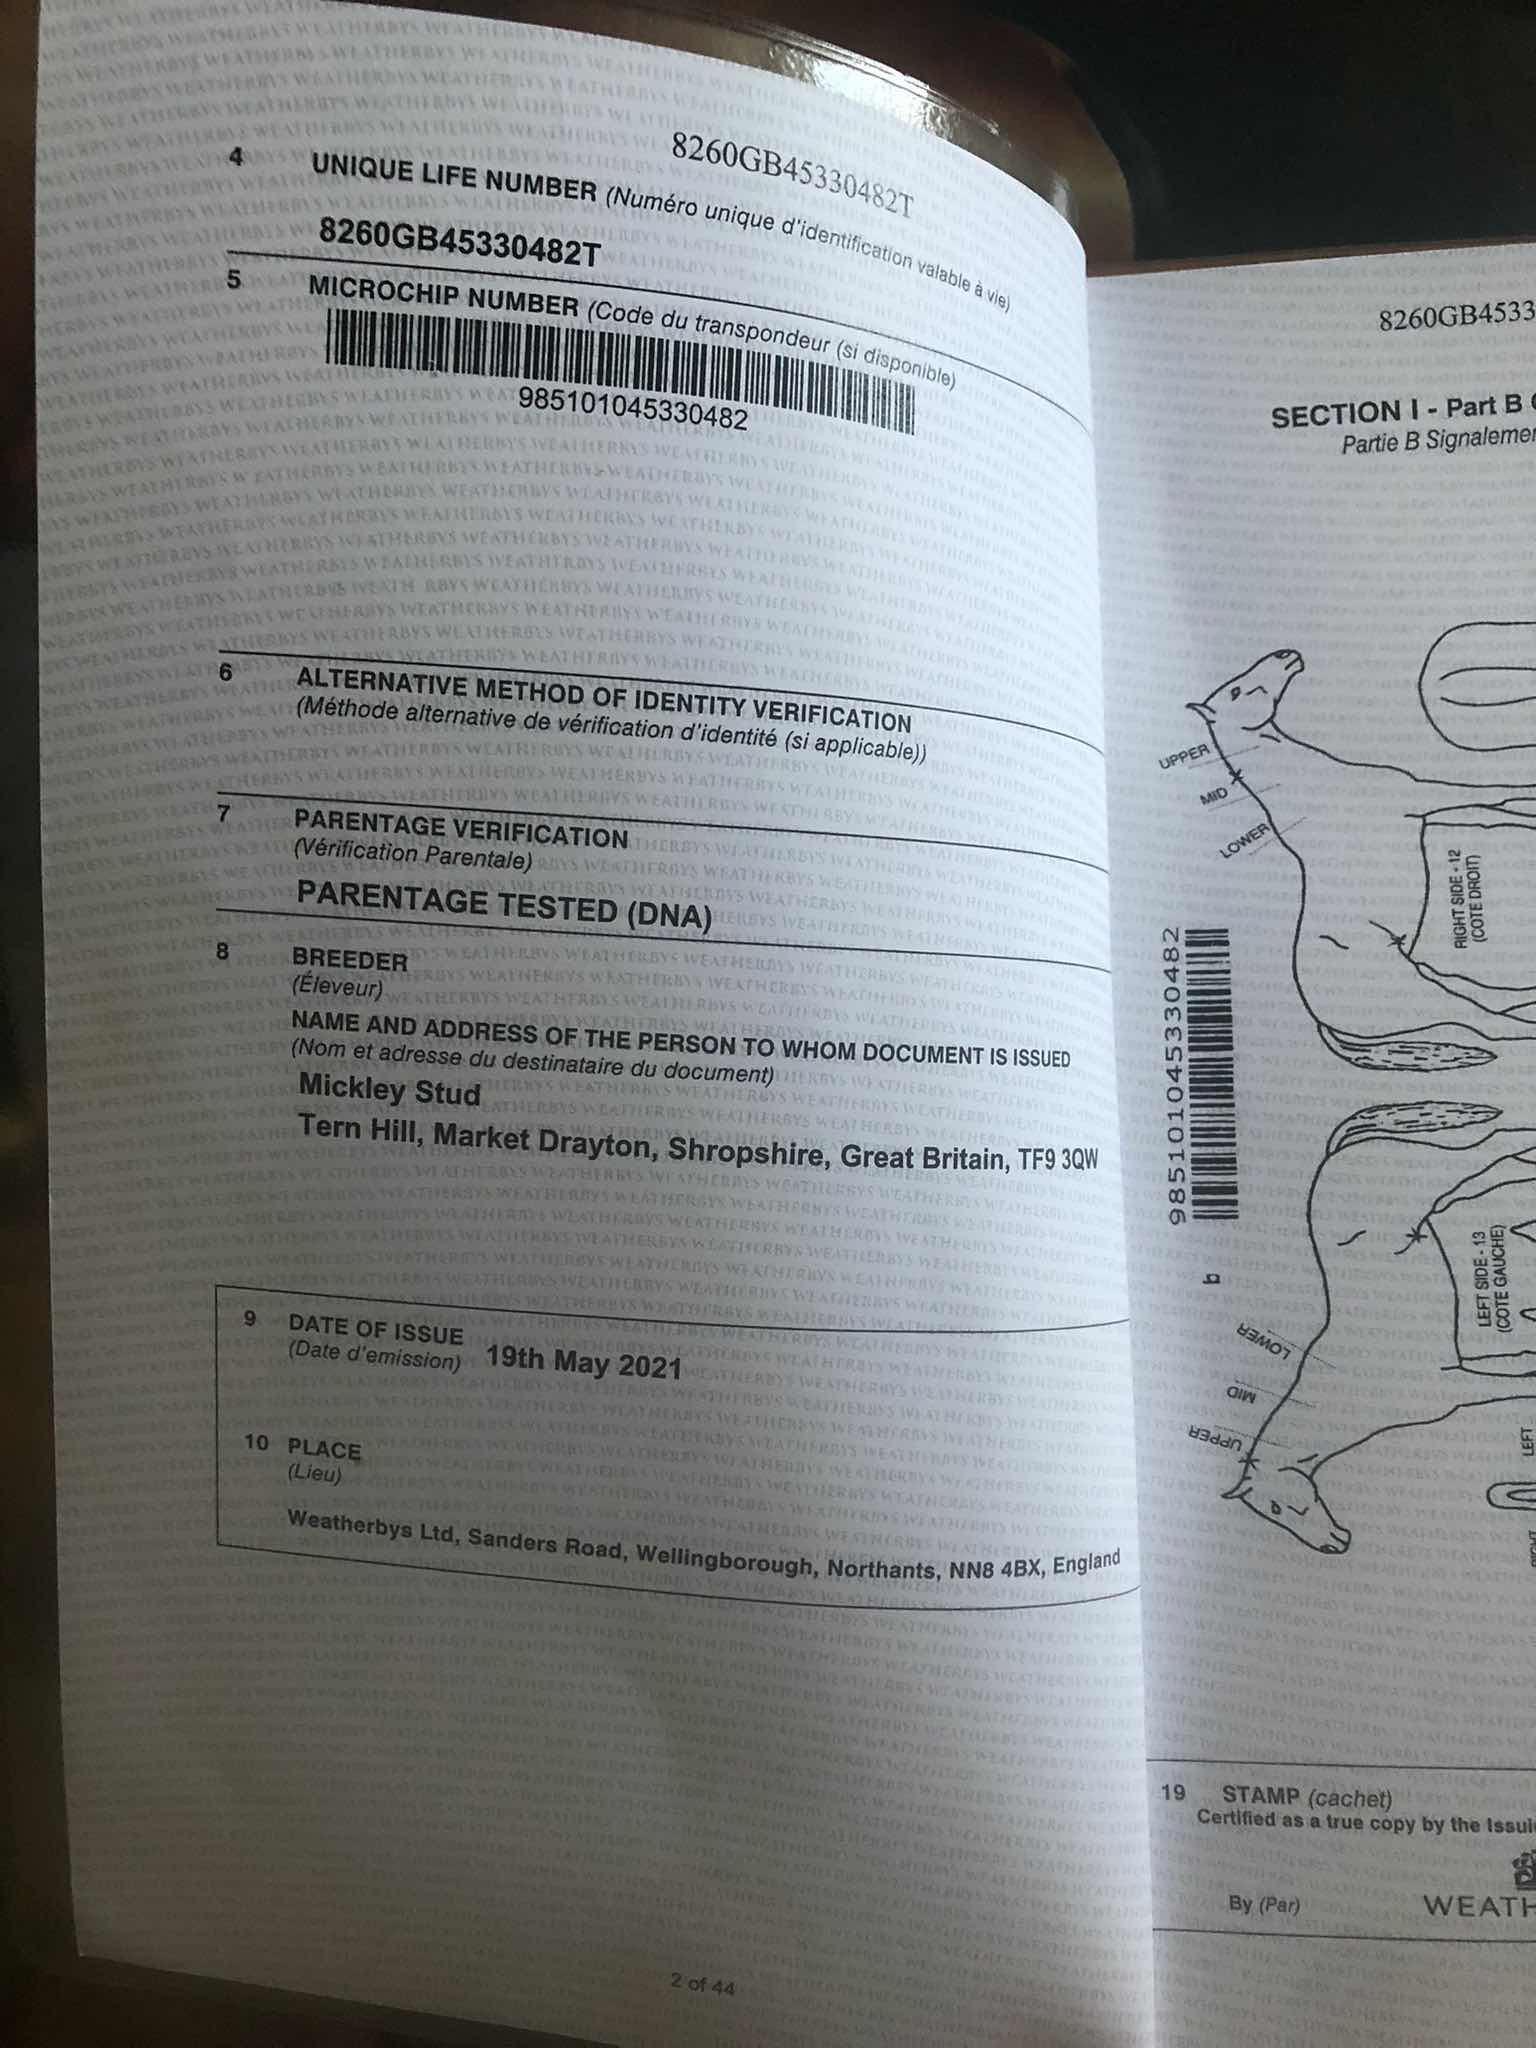 8260GB45330482T
4 UNIQUE LIFE NUMBER (Numéro unique d'identification valable à vie)
8260GB45330482T
5 MICROCHIP NUMBER (Code du transpondeur (si disponible)
985101045330482
6 ALTERNATIVE METHOD OF IDENTITY VERIFICATION
(Méthode alternative de vérification d'identité (si applicable))
7 PARENTAGE VERIFICATION
(Vérification Parentale)
PARENTAGE TESTED (DNA)
8 BREEDER
(Éleveur)
NAME AND ADDRESS OF THE PERSON TO WHOM DOCUMENT IS ISSUED
(Nom et adresse du destinataire du document)
Mickley Stud
Tern Hill, Market Drayton, Shropshire, Great Britain, TF9 3QW
9 DATE OF ISSUE
(Date d'emission) 19th May 2021
10 PLACE
(Lieu)
Weatherbys Ltd, Sanders Road, Wellingborough, Northants, NN8 4BX, England
2 of 44
8260GB4533
SECTION I - Part B
Partie B
UPPER
MID
LOWER
RIGHT SIDE - 12
(COTE DROIT)
985101045330482
b
LEFT SIDE - 13
(COTE GAUCHE)
LOWER
MID
UPPER
LEFT
19 STAMP (cachet)
Certified as a true copy by the
By (Par)
WEATH